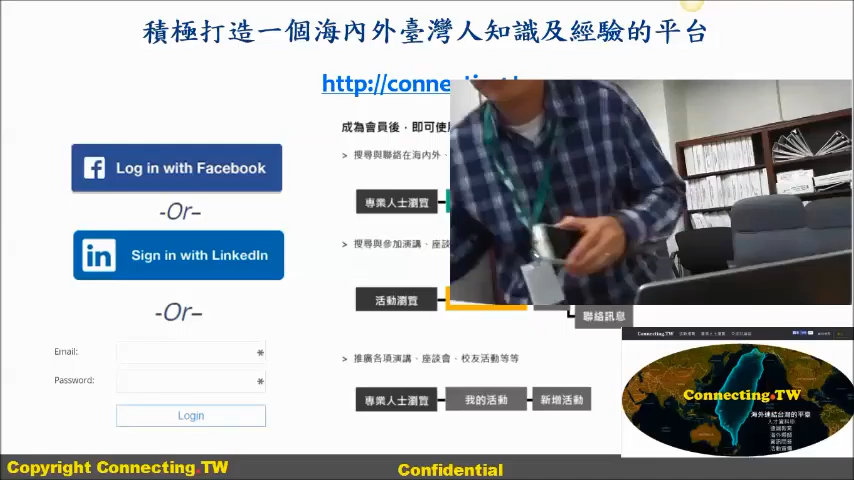 積極打造一個海內外臺灣人知識及經驗的平台
http://conne
成為會員後，即可使
Log in with Facebook
> 搜尋與聯絡在海內外、
-Or-
專業人士瀏覽
Sign in with LinkedIn
> 搜尋與參加演講、座談
-Or-
活動瀏覽
聯絡訊息
Email: *
> 推廣各項演講、座談會、校友活動等等
Password: *
專業人士瀏覽
我的活動
新增活動
Login
Connecting.TW
Connecting.TW
海外連結台灣的平臺
Copyright Connecting.TW
Confidential